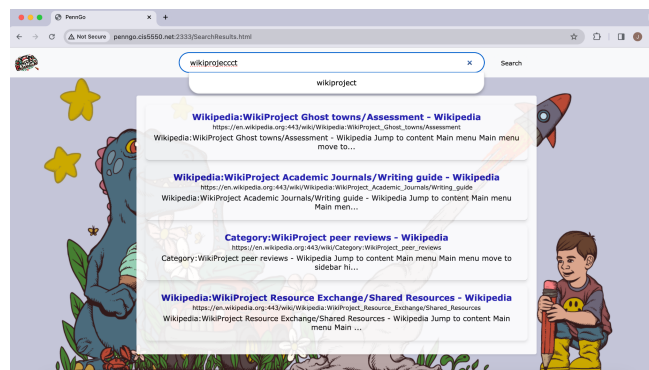 PennGo
Not Secure penngo.cis5550.net:2333/SearchResults.html
wikiprojeccct Search
wikiproject
Wikipedia:WikiProject Ghost towns/Assessment - Wikipedia
https://en.wikipedia.org:443/wiki/Wikipedia:WikiProject_Ghost_towns/Assessment
Wikipedia:WikiProject Ghost towns/Assessment - Wikipedia Jump to content Main menu Main menu
move to...
Wikipedia:WikiProject Academic Journals/Writing guide - Wikipedia
https://en.wikipedia.org:443/wiki/Wikipedia:WikiProject_Academic_Journals/Writing_guide
Wikipedia:WikiProject Academic Journals/Writing guide - Wikipedia Jump to content Main menu
Main men...
Category:WikiProject peer reviews - Wikipedia
https://en.wikipedia.org:443/wiki/Category:WikiProject_peer_reviews
Category:WikiProject peer reviews - Wikipedia Jump to content Main menu Main menu move to
sidebar hi...
Wikipedia:WikiProject Resource Exchange/Shared Resources - Wikipedia
https://en.wikipedia.org:443/wiki/Wikipedia:WikiProject_Resource_Exchange/Shared_Resources
Wikipedia:WikiProject Resource Exchange/Shared Resources - Wikipedia Jump to content Main
menu Main ...